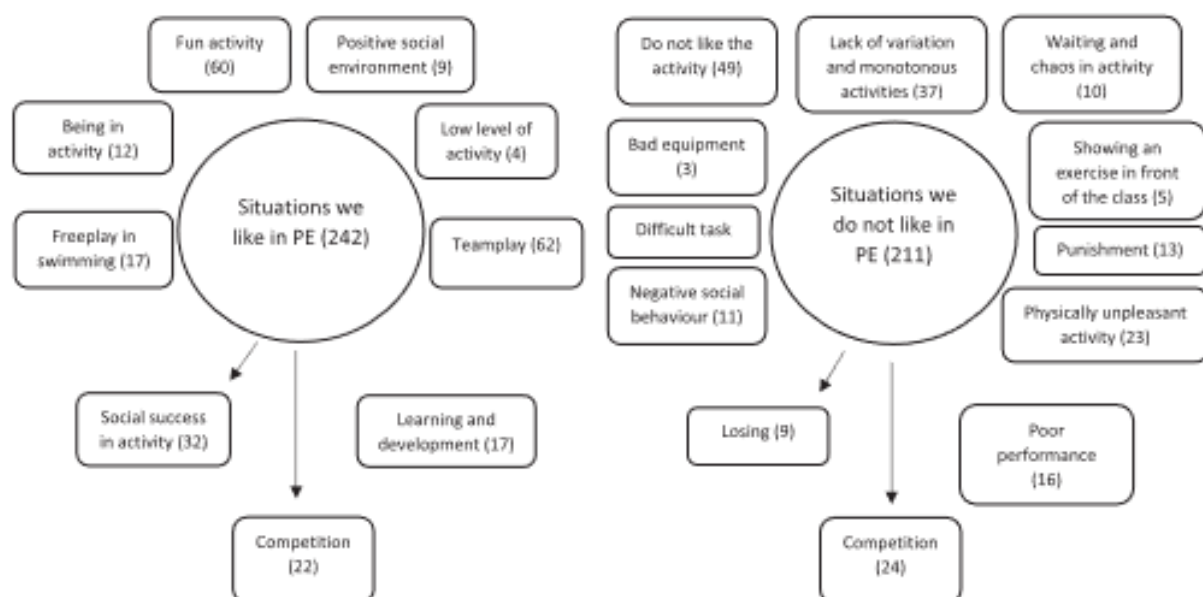 Fun activity
(60)
Positive social
environment (9)
Being in
activity (12)
Low level of
activity (4)
Situations we
like in PE (242)
Freeplay in
swimming (17)
Teamplay (62)
Social success
in activity (32)
Learning and
development (17)
Competition
(22)
Do not like the
activity (49)
Lack of variation
and monotonous
activities (37)
Waiting and
chaos in activity
(10)
Bad equipment
(3)
Showing an
exercise in front
of the class (5)
Situations we
do not like in
PE (211)
Difficult task
Punishment (13)
Negative social
behaviour (11)
Physically unpleasant
activity (23)
Losing (9)
Poor
performance
(16)
Competition
(24)